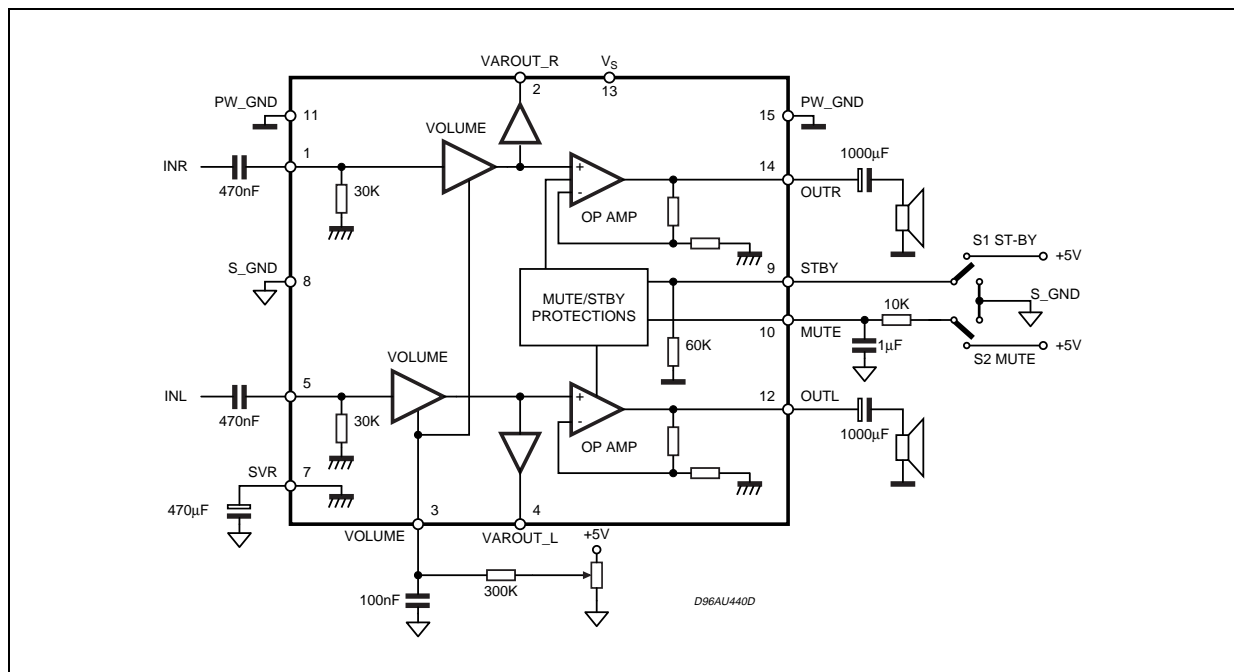 VAROUT_R
VS
2
13
PW_GND
11
PW_GND
15
VOLUME
INR
1
470nF
30K
+
-
OP AMP
14
OUTR
1000µF
S_GND
8
MUTE/STBY
PROTECTIONS
9
STBY
S1 ST-BY
+5V
S_GND
10
MUTE
10K
1µF
S2 MUTE
+5V
60K
VOLUME
INL
5
470nF
30K
+
-
OP AMP
12
OUTL
1000µF
SVR
7
470µF
3
4
VOLUME
VAROUT_L
+5V
300K
100nF
D96AU440D